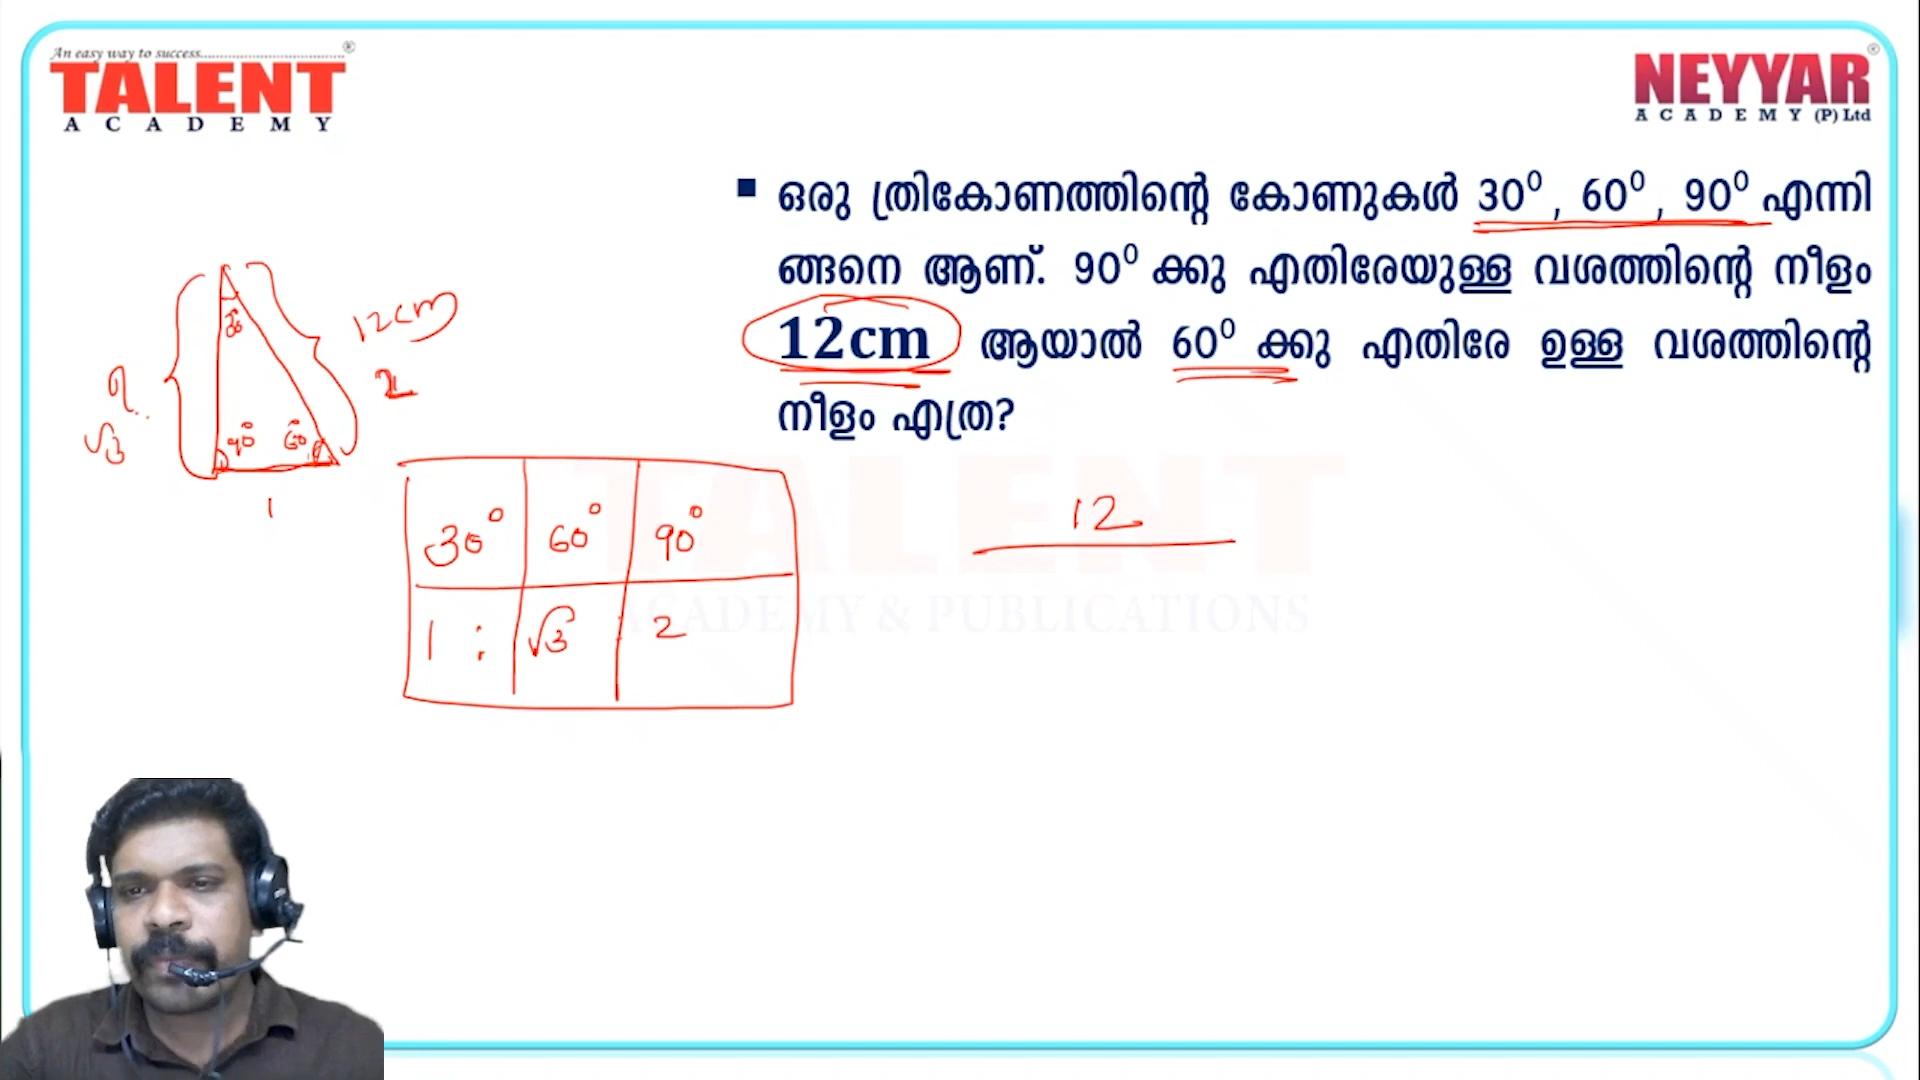 An easy way to success...........................................®
TALENT
ACADEMY
NEYYAR®
ACADEMY (P) Ltd
▪ ഒരു ത്രികോണത്തിന്റെ കോണുകൾ 30⁰ , 60⁰ , 90⁰ എന്നി
ങ്ങനെ ആണ്. 90⁰ ക്കു എതിരേയുള്ള വശത്തിന്റെ നീളം
12cm ആയാൽ 60⁰ ക്കു എതിരേ ഉള്ള വശത്തിന്റെ
നീളം എത്ര?
12cm
2
√3
90° 60°
1
30° 60° 90°
1 : √3 2
12
TALENT
ACADEMY & PUBLICATIONS